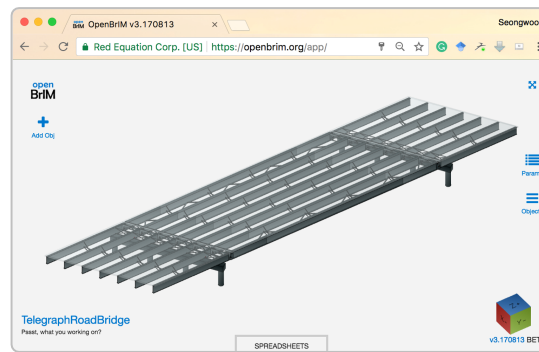 OpenBrIM v3.170813
Seongwoo
Red Equation Corp. [US] https://openbrim.org/app/
open
BrIM
Add Obj
Param
Object
TelegraphRoadBridge
Pssst, what you working on?
SPREADSHEETS
Z+
Y-
v3.170813 BET